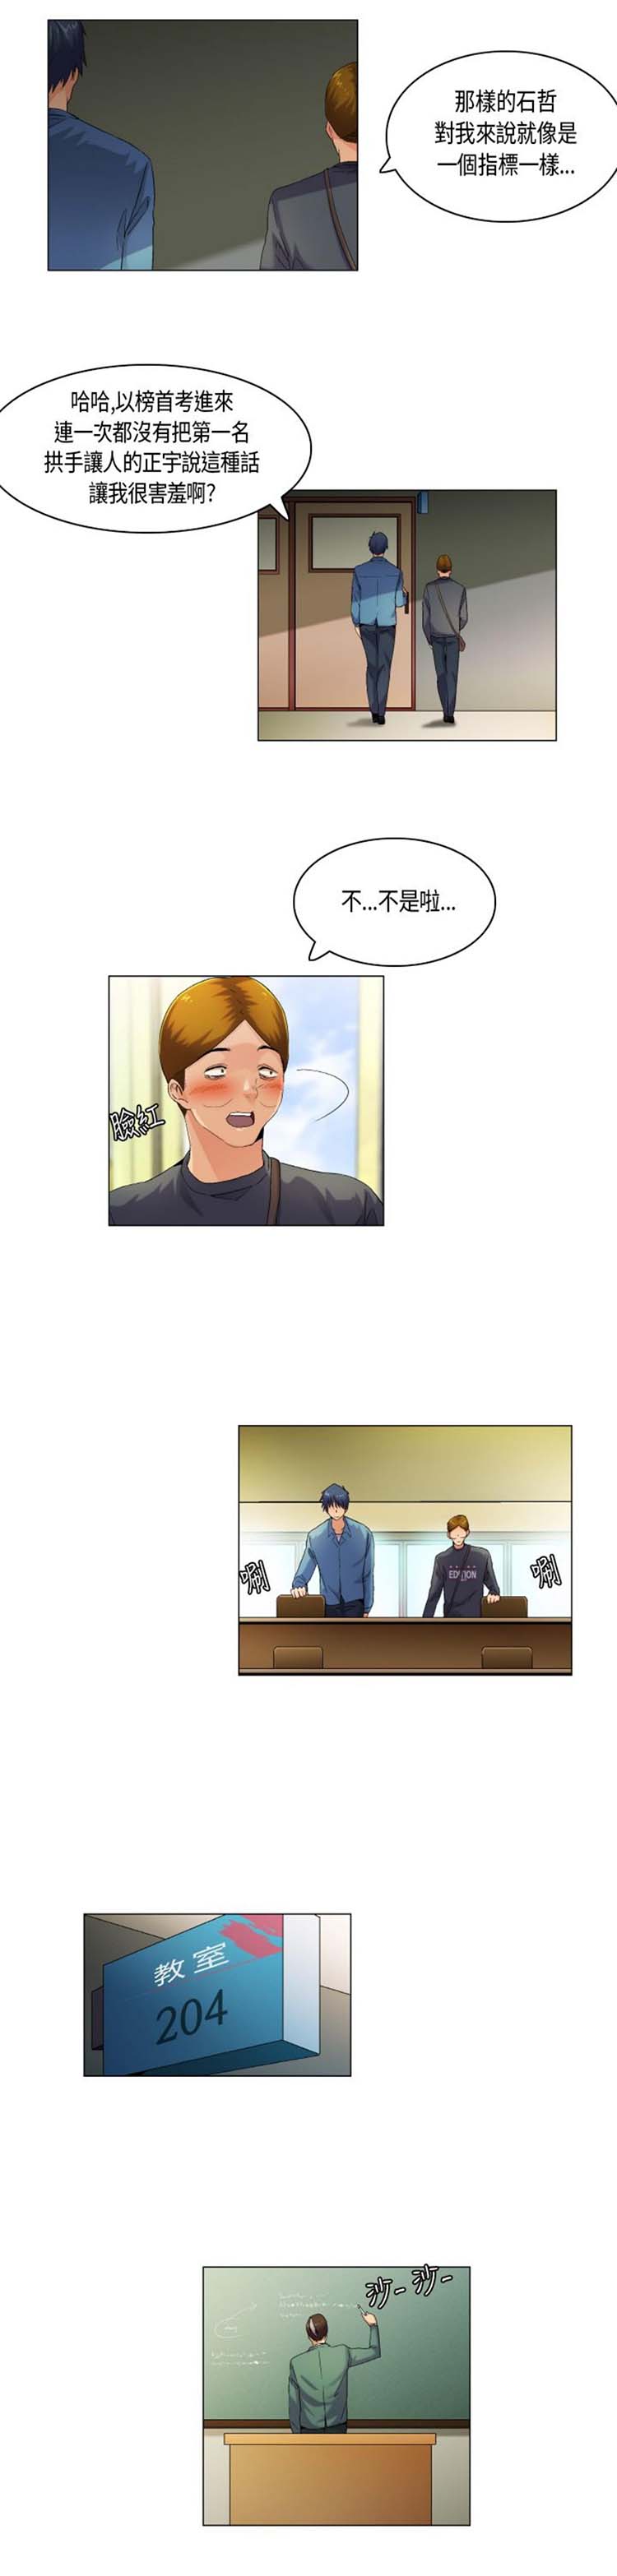 那樣的石哲
對我來說就像是
一個指標一樣...
哈哈,以榜首考進來
連一次都沒有把第一名
拱手讓人的正宇說這種話
讓我很害羞啊?
不...不是啦...
臉紅
唰
唰
教室
204
沙-沙-